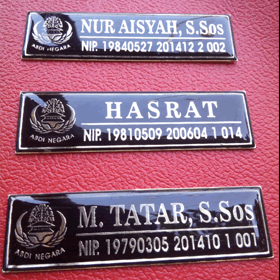 NUR AISYAH, S.Sos
NIP. 19840527 201412 2 002
ABDI NEGARA
HASRAT
NIP. 19810509 200604 1 014
ABDI NEGARA
M. TATAR, S.Sos
NIP. 19790305 201410 1 001
ABDI NEGARA